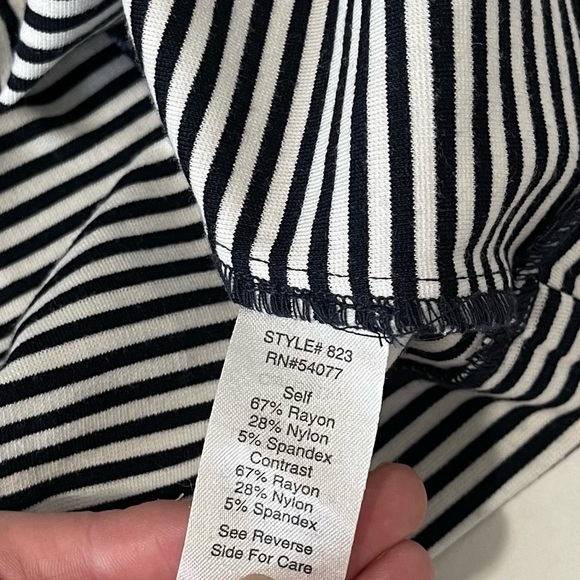 STYLE# 823
RN#54077
Self
67% Rayon
28% Nylon
5% Spandex
Contrast
67% Rayon
28% Nylon
5% Spandex
See Reverse
Side For Care